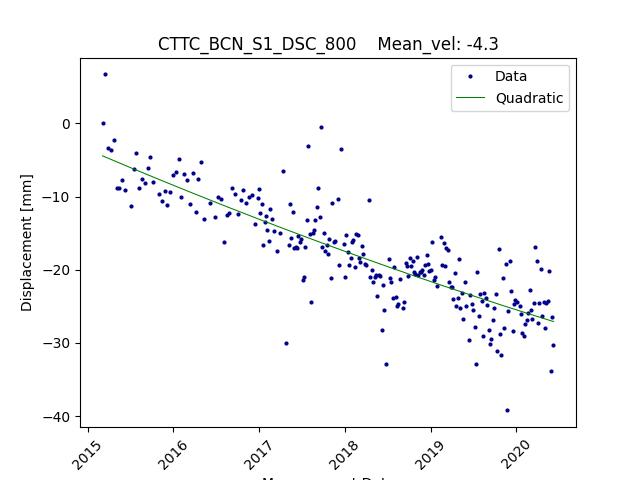 CTTC_BCN_S1_DSC_800    Mean_vel: -4.3
Data
Quadratic
Displacement [mm]
0
−10
−20
−30
−40
2015
2016
2017
2018
2019
2020